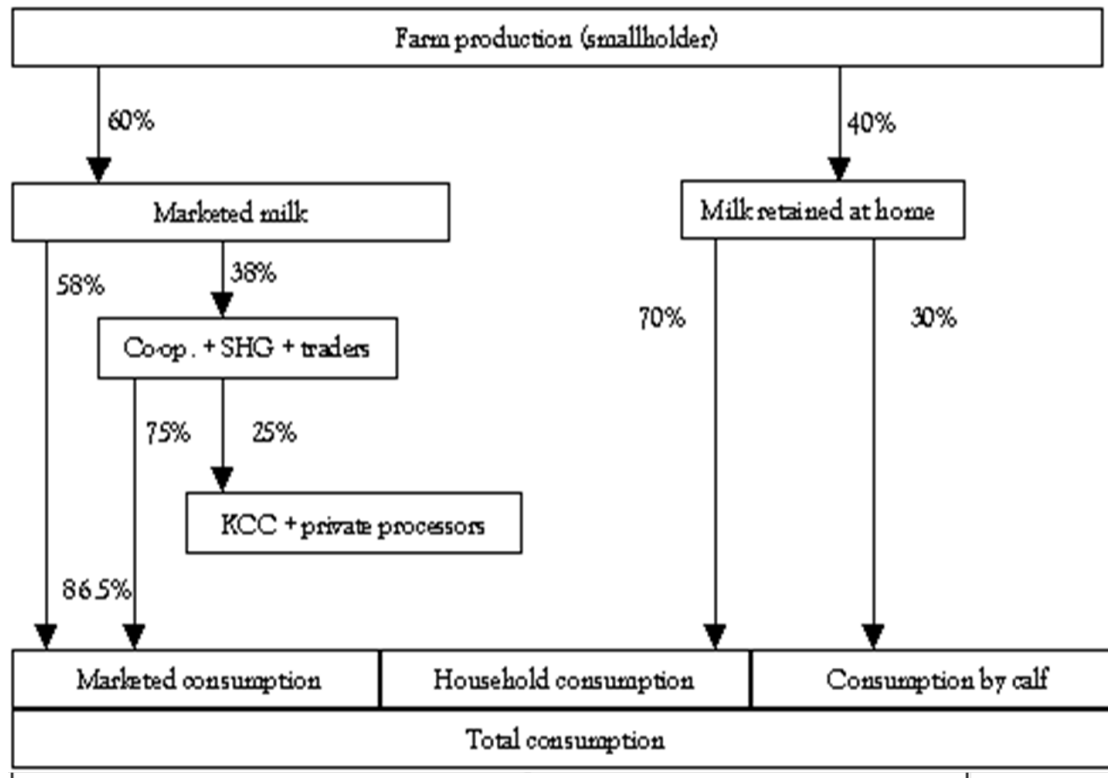 Farm production (smallholder)
60%
40%
Marketed milk
Milk retained at home
58%
38%
70%
30%
Co-op. + SHG + traders
75%
25%
KCC + private processors
86.5%
Marketed consumption
Household consumption
Consumption by calf
Total consumption